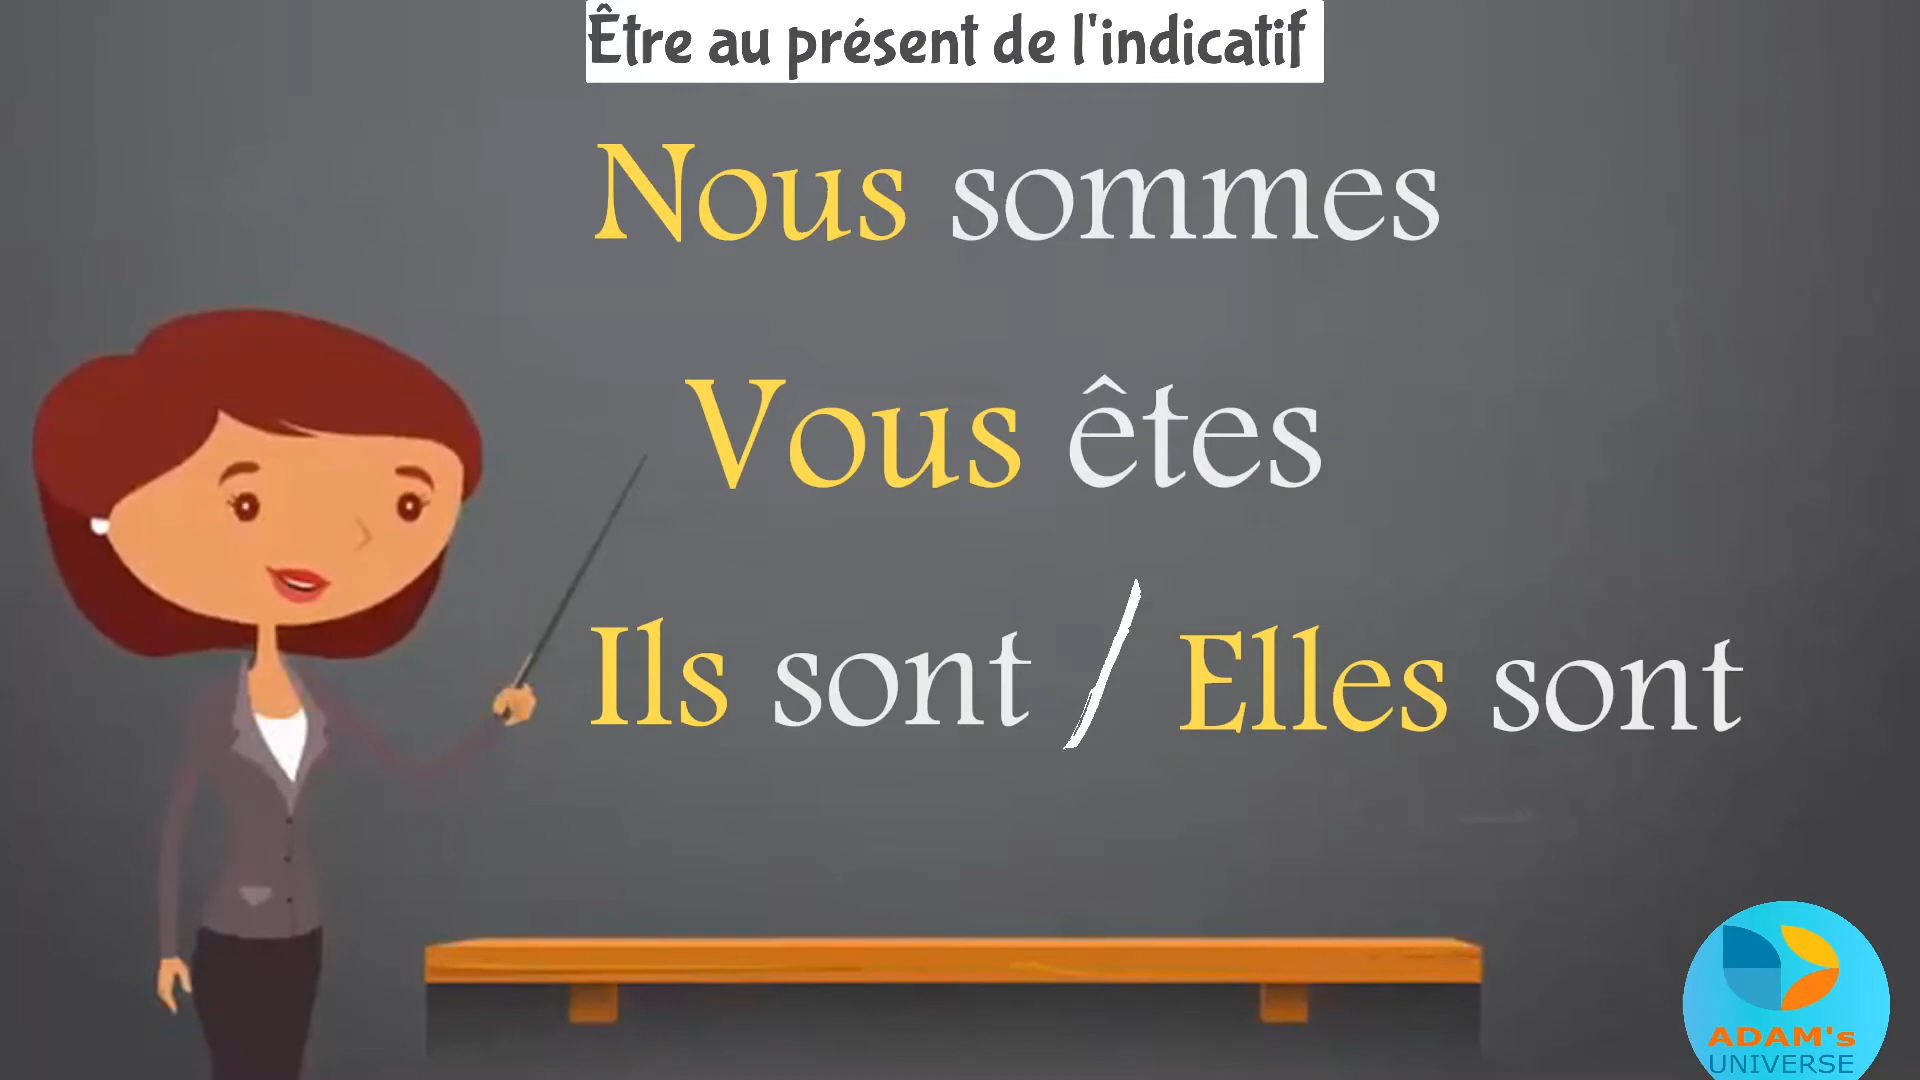 Être au présent de l'indicatif
Nous sommes
Vous êtes
Ils sont / Elles sont
ADAM's
UNIVERSE